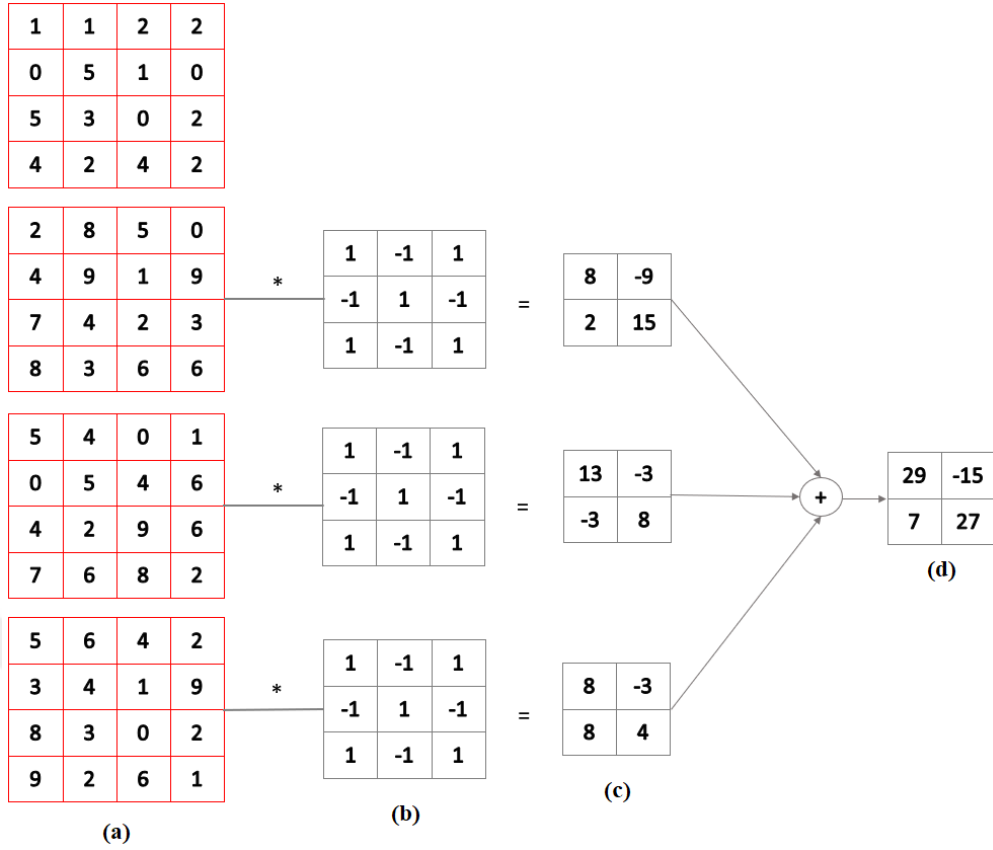 1 1 2 2
0 5 1 0
5 3 0 2
4 2 4 2
2 8 5 0
4 9 1 9
7 4 2 3
8 3 6 6
*
1 -1 1
-1 1 -1
1 -1 1
=
8 -9
2 15
5 4 0 1
0 5 4 6
4 2 9 6
7 6 8 2
*
1 -1 1
-1 1 -1
1 -1 1
=
13 -3
-3 8
+
29 -15
7 27
(d)
5 6 4 2
3 4 1 9
8 3 0 2
9 2 6 1
*
1 -1 1
-1 1 -1
1 -1 1
=
8 -3
8 4
(a)
(b)
(c)